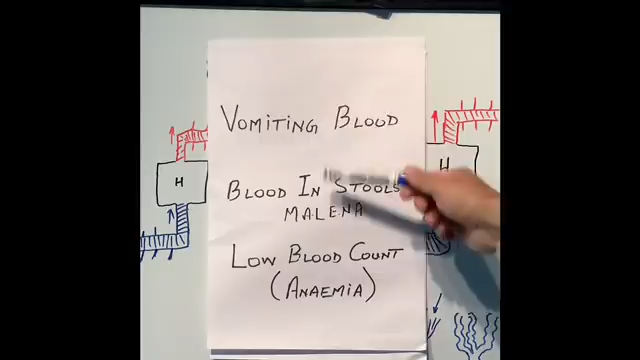 VOMITING BLOOD
H
H
BLOOD IN STOOLS
MALENA
LOW BLOOD COUNT
(ANAEMIA)